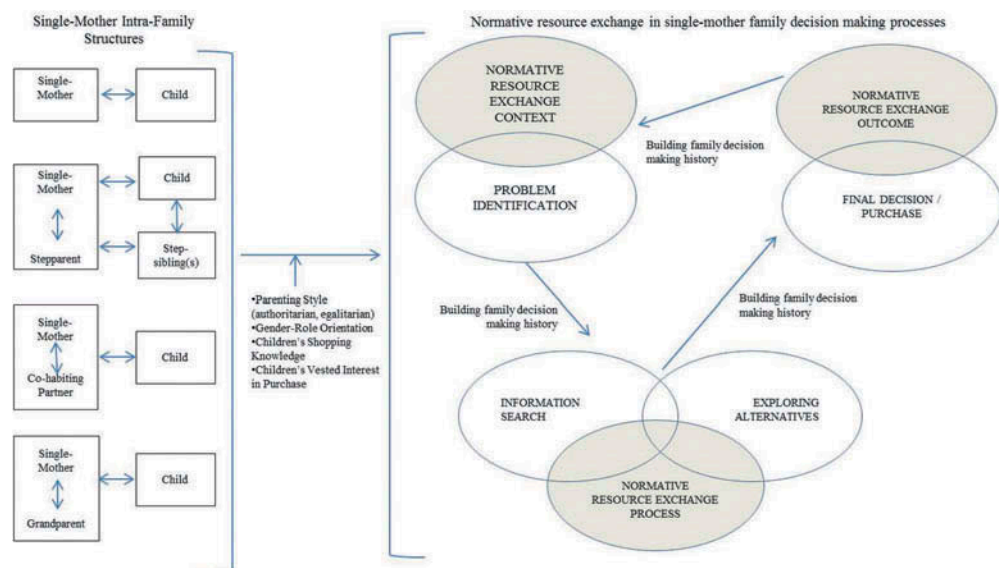 Single-Mother Intra-Family
Structures
Single-
Mother
Child
Single-
Mother
Stepparent
Child
Step-
sibling(s)
Single-
Mother
Co-habiting
Partner
Child
Single-
Mother
Grandparent
Child
•Parenting Style
(authoritarian, egalitarian)
•Gender-Role Orientation
•Children's Shopping
Knowledge
•Children's Vested Interest
in Purchase
Normative resource exchange in single-mother family decision making processes
NORMATIVE
RESOURCE
EXCHANGE
CONTEXT
PROBLEM
IDENTIFICATION
Building family decision
making history
NORMATIVE
RESOURCE EXCHANGE
OUTCOME
FINAL DECISION /
PURCHASE
Building family decision
making history
Building family decision
making history
INFORMATION
SEARCH
EXPLORING
ALTERNATIVES
NORMATIVE
RESOURCE EXCHANGE
PROCESS